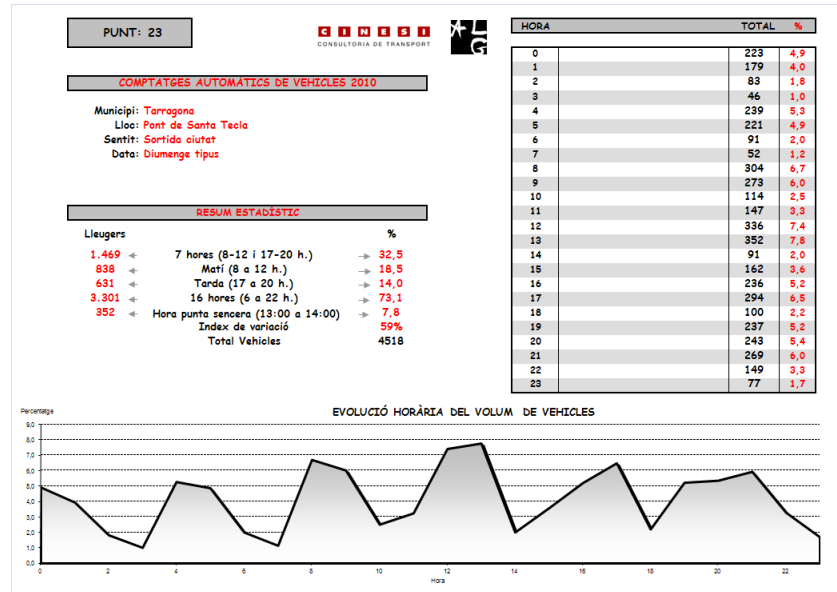 PUNT: 23
CINESI
CONSULTORIA DE TRANSPORT
ALG
COMPTATGES AUTOMÀTICS DE VEHICLES 2010
Municipi: Tarragona
Lloc: Pont de Santa Tecla
Sentit: Sortida ciutat
Data: Diumenge tipus
RESUM ESTADÍSTIC
Lleugers %
1.469 7 hores (8-12 i 17-20 h.) 32,5
838 Matí (8 a 12 h.) 18,5
631 Tarda (17 a 20 h.) 14,0
3.301 16 hores (6 a 22 h.) 73,1
352 Hora punta sencera (13:00 a 14:00) 7,8
Index de variació 59%
Total Vehicles 4518
HORA TOTAL %
0 223 4,9
1 179 4,0
2 83 1,8
3 46 1,0
4 239 5,3
5 221 4,9
6 91 2,0
7 52 1,2
8 304 6,7
9 273 6,0
10 114 2,5
11 147 3,3
12 336 7,4
13 352 7,8
14 91 2,0
15 162 3,6
16 236 5,2
17 294 6,5
18 100 2,2
19 237 5,2
20 243 5,4
21 269 6,0
22 149 3,3
23 77 1,7
EVOLUCIÓ HORÀRIA DEL VOLUM DE VEHICLES
Percentatge
9,0
8,0
7,0
6,0
5,0
4,0
3,0
2,0
1,0
0,0
0 2 4 6 8 10 12 14 16 18 20 22
Hora